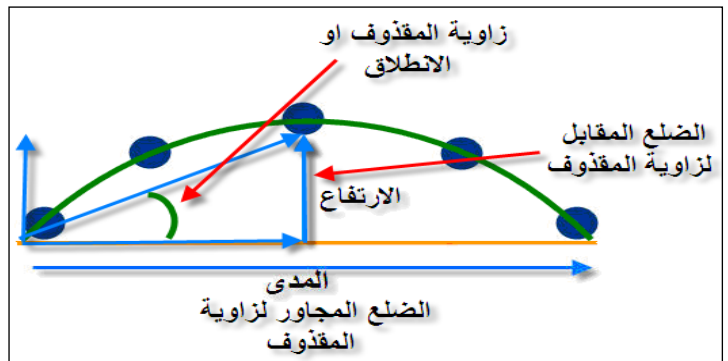 زاوية المقذوف او
الانطلاق
الضلع المقابل
لزاوية المقذوف
الارتفاع
المدى
الضلع المجاور لزاوية
المقذوف